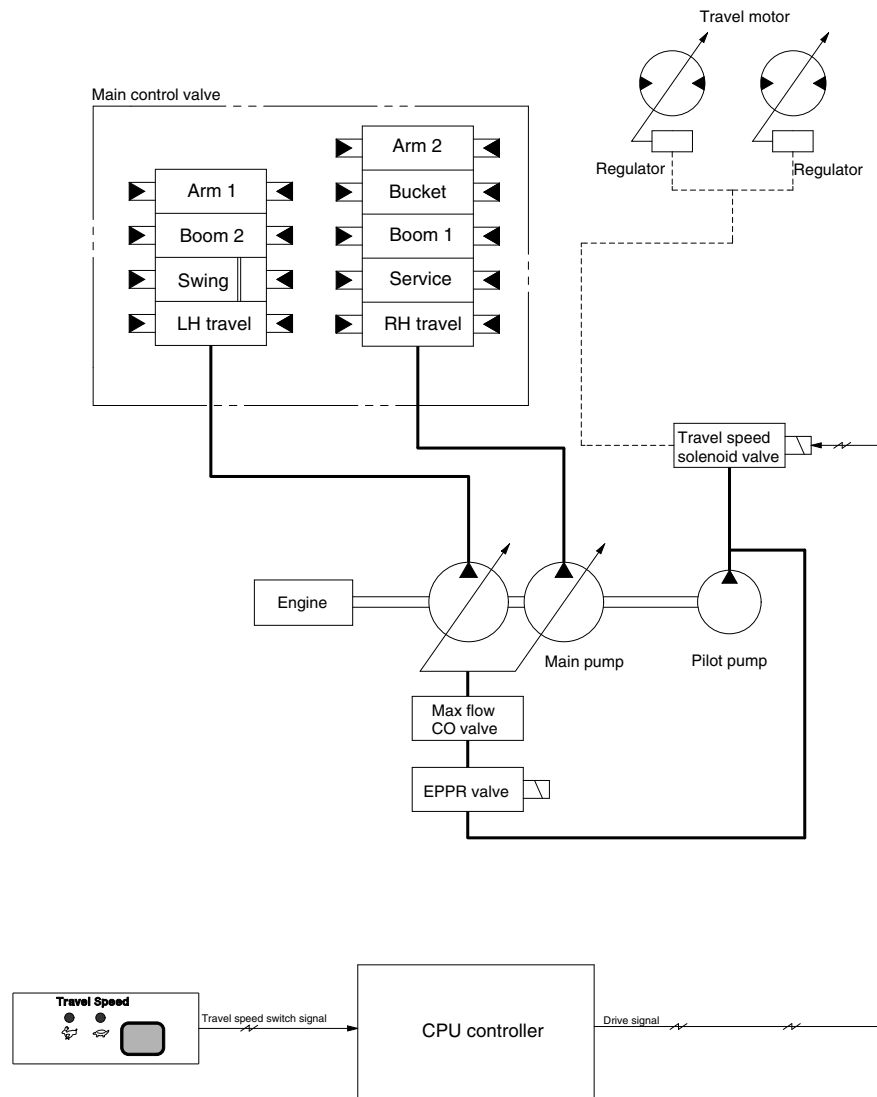 Travel motor
Main control valve
Arm 2
Regulator
Regulator
Arm 1
Bucket
Boom 2
Boom 1
Swing
Service
LH travel
RH travel
Travel speed
solenoid valve
Engine
Main pump
Pilot pump
Max flow
CO valve
EPPR valve
Travel Speed
Travel speed switch signal
CPU controller
Drive signal